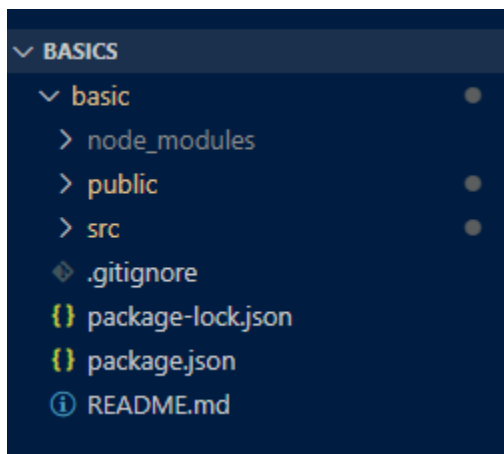 BASICS
basic
node_modules
public
src
.gitignore
package-lock.json
package.json
README.md